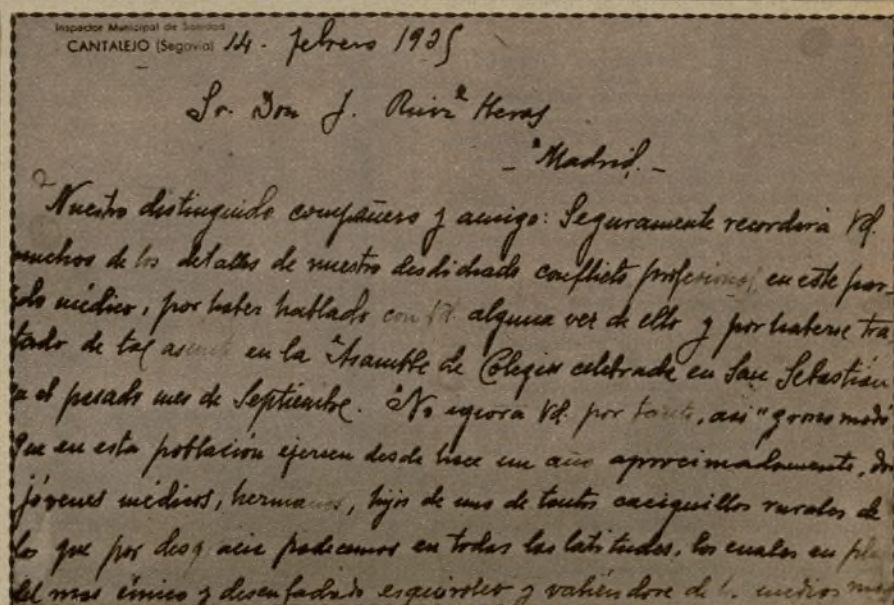 Inspector Municipal de Sanidad
CANTALEJO (Segovia) 14 - febrero 1935
Sr. Don J. Ruiz Heras
- Madrid. -
Nuestro distinguido compañero y amigo: Seguramente recordará Vd.
muchos de los detalles de nuestro desdichado conflicto profesional, en este par-
tido médico, por haber hablado con Vd. alguna vez de ello y por haberse tra
tado de tal asunto en la Asamblea de Colegios celebrada en San Sebastián
en el pasado mes de Septiembre. No ignora Vd. por tanto, así "grosso modo
que en esta población ejercen desde hace un año aproximadamente, dos
jóvenes médicos, hermanos, hijos de uno de tantos caciquillos rurales de
los que por desgracia padecemos en todas las latitudes, los cuales en plan
del mas cínico y desenfadado esquiroleo y valiéndose de los medios